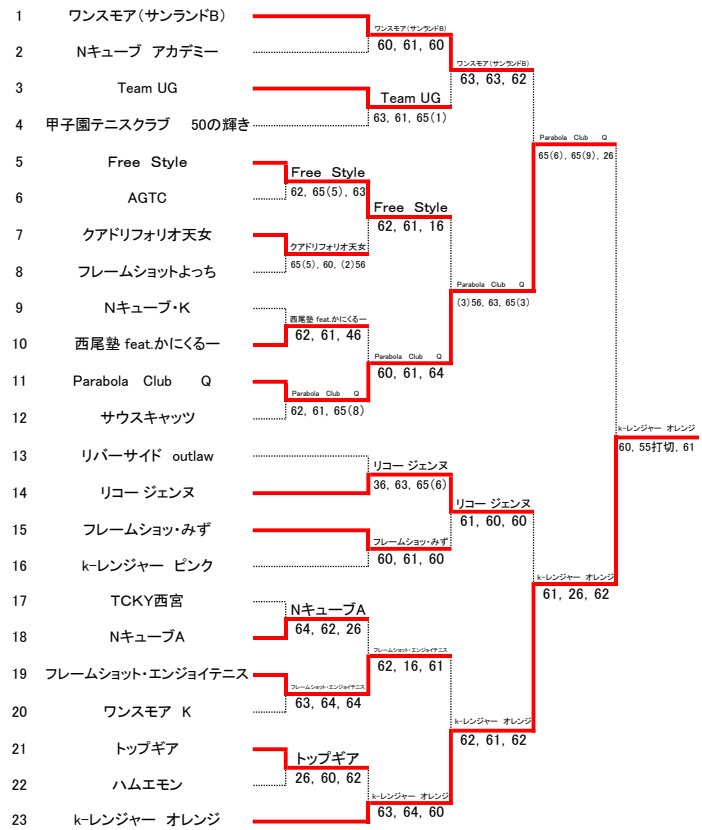 1 ワンスモア(サンランドB)
2 Nキューブ アカデミー
3 Team UG
4 甲子園テニスクラブ 50の輝き
5 Free Style
6 AGTC
7 クアドリフォリオ天女
8 フレームショットよっち
9 Nキューブ・K
10 西尾塾 feat.かにくるー
11 Parabola Club Q
12 サウスキャッツ
13 リバーサイド outlaw
14 リコー ジェンヌ
15 フレームショッ・みず
16 k-レンジャー ピンク
17 TCKY西宮
18 NキューブA
19 フレームショット・エンジョイテニス
20 ワンスモア K
21 トップギア
22 ハムエモン
23 k-レンジャー オレンジ
Free Style
62, 65(5), 63
クアドリフォリオ天女
65(5), 60, (2)56
西尾塾 feat.かにくるー
62, 61, 46
Parabola Club Q
62, 61, 65(8)
NキューブA
64, 62, 26
フレームショット・エンジョイテニス
63, 64, 64
トップギア
26, 60, 62
ワンスモア(サンランドB)
60, 61, 60
Team UG
63, 61, 65(1)
Free Style
62, 61, 16
Parabola Club Q
60, 61, 64
リコー ジェンヌ
36, 63, 65(6)
フレームショッ・みず
60, 61, 60
フレームショット・エンジョイテニス
62, 16, 61
k-レンジャー オレンジ
63, 64, 60
ワンスモア(サンランドB)
63, 63, 62
Parabola Club Q
(3)56, 63, 65(3)
リコー ジェンヌ
61, 60, 60
k-レンジャー オレンジ
62, 61, 62
Parabola Club Q
65(6), 65(9), 26
k-レンジャー オレンジ
61, 26, 62
k-レンジャー オレンジ
60, 55打切, 61